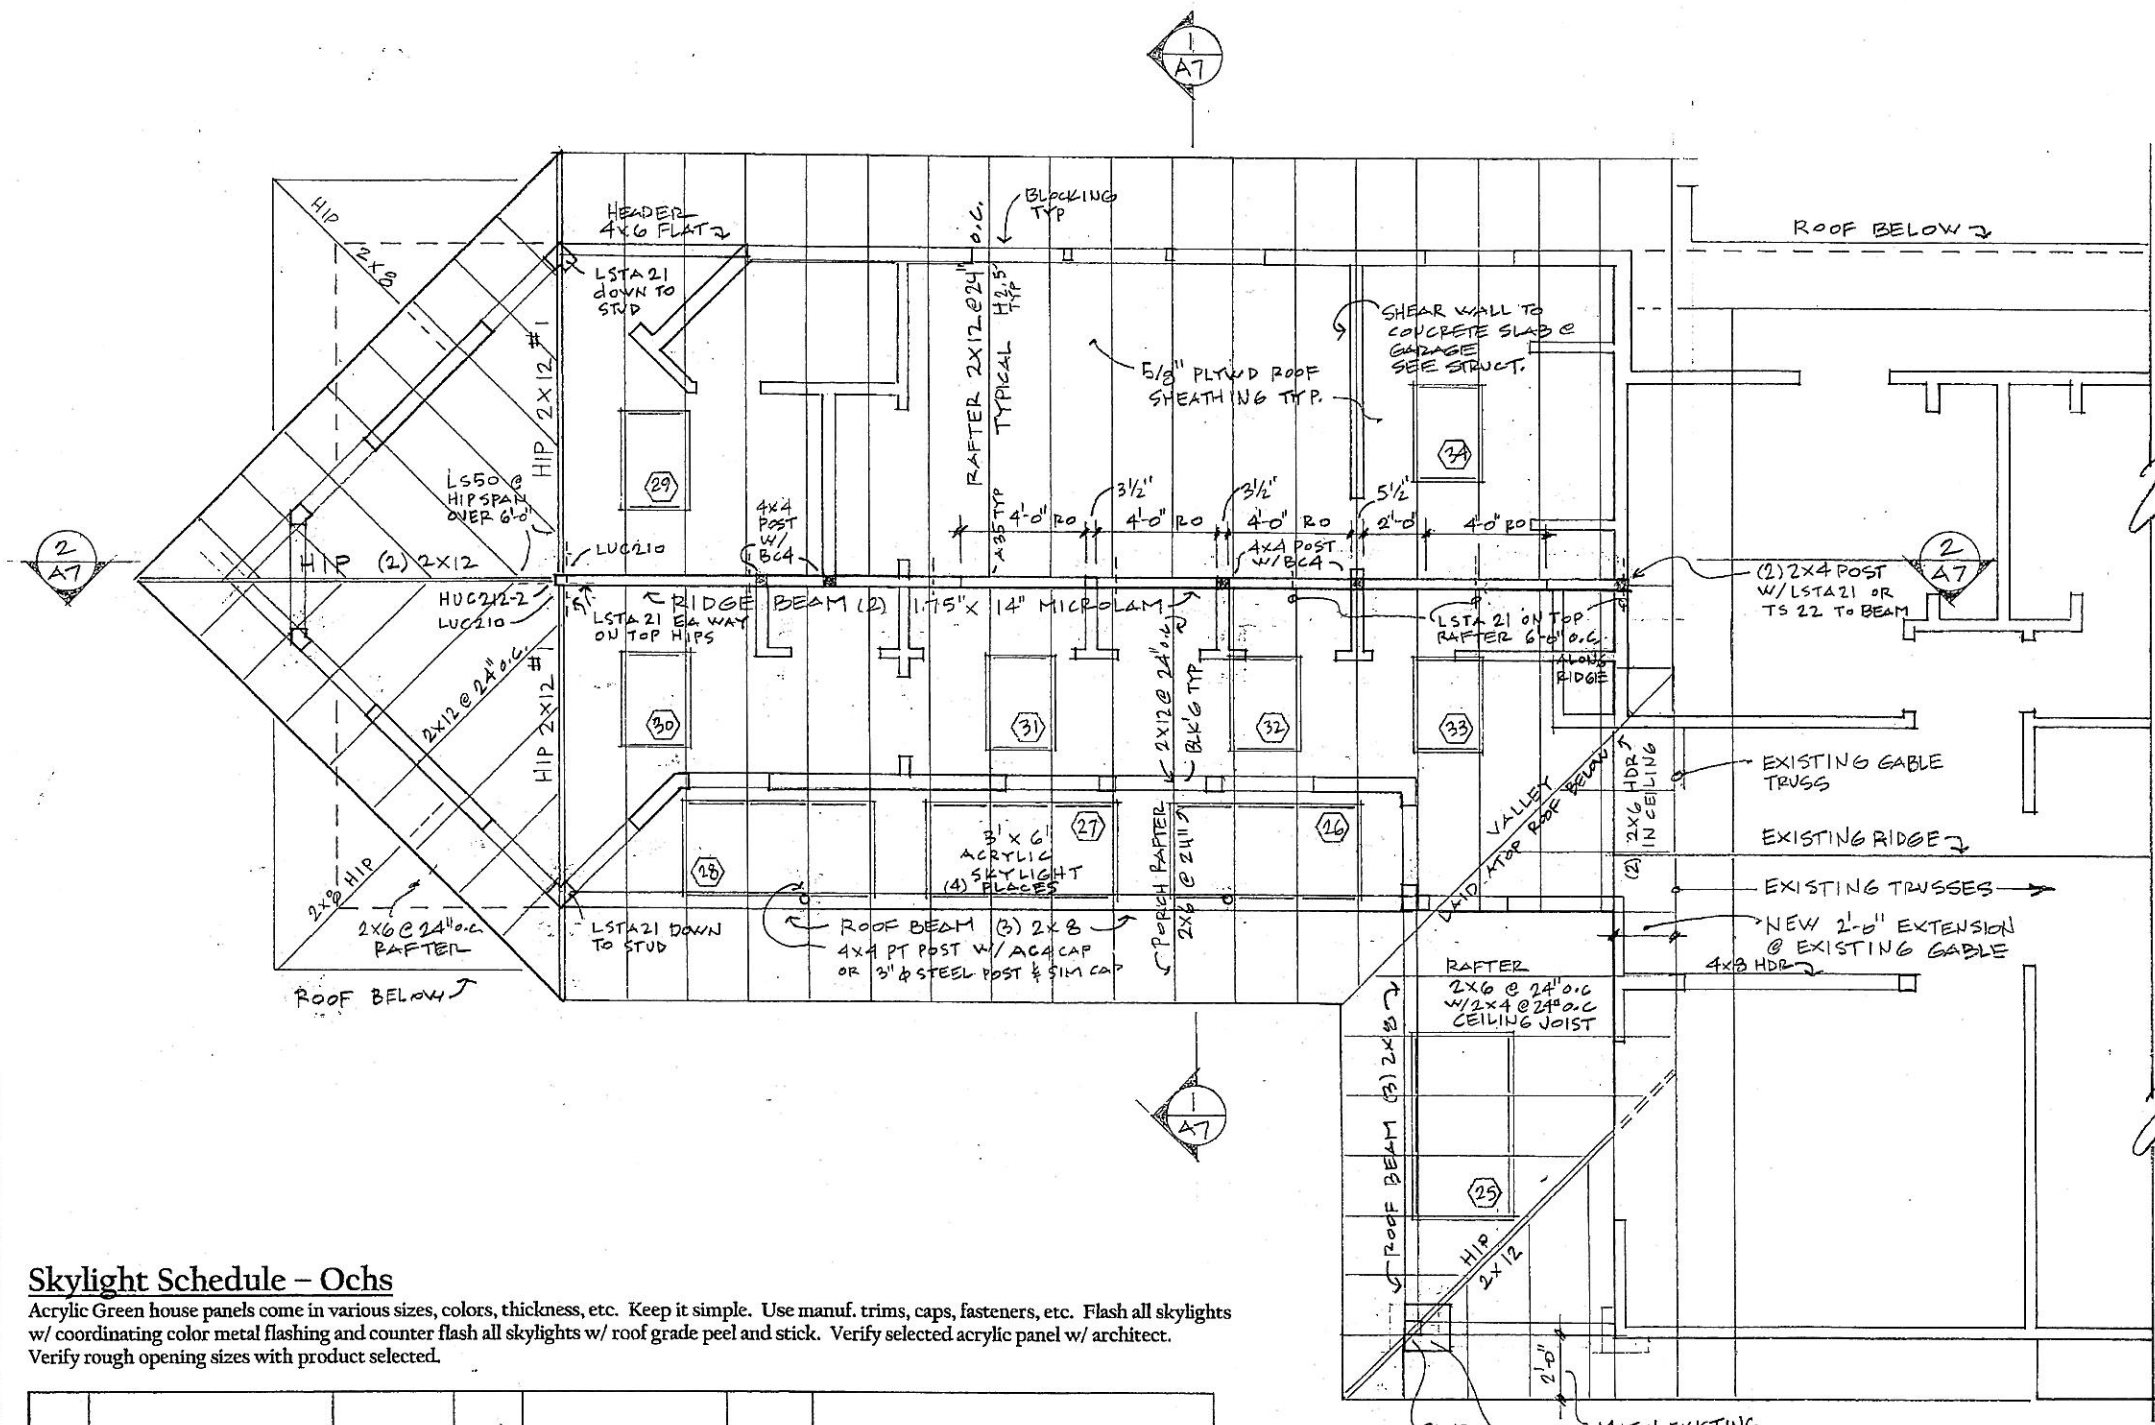 1
A7
ROOF BELOW
BLOCKING
TYP
HEADER
4x6 FLAT
HIP
2x8
LSTA 21
DOWN TO
STUD
HIP 2x12 #1
RAFTER 2x12 @ 24" O.C.
TYPICAL H2.5
TYP
SHEAR WALL TO
CONCRETE SLAB @
GARAGE
SEE STRUCT.
5/8" PLYWD ROOF
SHEATHING TYP.
34
29
LS50 @
HIP SPAN
OVER 6'-0"
4x4
POST
W/
BC4
A35 TYP
3½"
3½"
5½"
4'-0" RO
4'-0" RO
4'-0" RO
2'-0"
4'-0" RO
4x4 POST
W/BC4
2
A7
HIP (2) 2x12
LUC210
2
A7
(2) 2x4 POST
W/LSTA21 OR
TS 22 TO BEAM
HUC212-2
LUC210
RIDGE BEAM (2) 1.75" x 14" MICROLAM
LSTA 21 EA WAY
ON TOP HIPS
LSTA 21 ON TOP
RAFTER 6'-0" O.C.
ALONG
RIDGE
2x12 @ 24" O.C.
HIP 2x12 #1
2x12 @ 24" O.C.
BLK'G TYP
30
31
32
33
EXISTING GABLE
TRUSS
VALLEY
LAID ATOP ROOF BELOW
(2) 2x6 HDR
IN CEILING
EXISTING RIDGE
28
27
26
3' x 6'
ACRYLIC
SKYLIGHT
(4) PLACES
PORCH RAFTER
2x6 @ 24"
EXISTING TRUSSES
2x8 HIP
2x6 @ 24" O.C.
RAFTER
LSTA21 DOWN
TO STUD
ROOF BEAM (3) 2x8
4x4 PT POST W/ AC4 CAP
OR 3" φ STEEL POST & SIM CAP
NEW 2'-0" EXTENSION
@ EXISTING GABLE
4x8 HDR
RAFTER
2x6 @ 24" O.C
W/2x4 @ 24" O.C
CEILING JOIST
ROOF BELOW
ROOF BEAM (3) 2x8
1
A7
25
HIP
2x12
2'-0"
Skylight Schedule – Ochs
Acrylic Green house panels come in various sizes, colors, thickness, etc. Keep it simple. Use manuf. trims, caps, fasteners, etc. Flash all skylights
w/ coordinating color metal flashing and counter flash all skylights w/ roof grade peel and stick. Verify selected acrylic panel w/ architect.
Verify rough opening sizes with product selected.